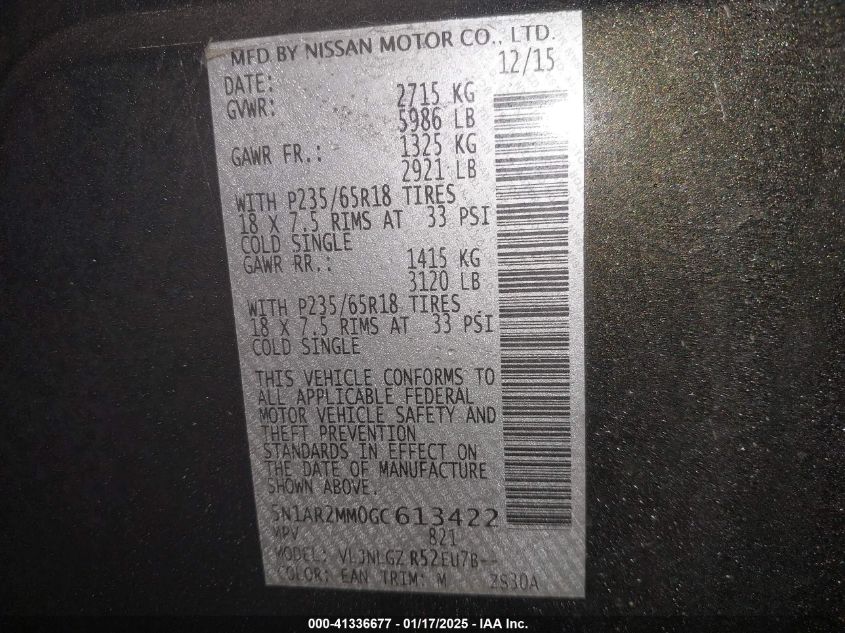 MFD BY NISSAN MOTOR CO., LTD.
DATE: 12/15
GVWR: 2715 KG
5986 LB
GAWR FR.: 1325 KG
2921 LB
WITH P235/65R18 TIRES
18 X 7.5 RIMS AT 33 PSI
COLD SINGLE
GAWR RR.: 1415 KG
3120 LB
WITH P235/65R18 TIRES
18 X 7.5 RIMS AT 33 PSI
COLD SINGLE
THIS VEHICLE CONFORMS TO
ALL APPLICABLE FEDERAL
MOTOR VEHICLE SAFETY AND
THEFT PREVENTION
STANDARDS IN EFFECT ON
THE DATE OF MANUFACTURE
SHOWN ABOVE.
5N1AR2MM0GC613422
MPV 821
MODEL: VLJNLGZ R52EU7B--
COLOR: EAN TRIM: M ZS30A
000-41336677 — 01/17/2025 — IAA Inc.